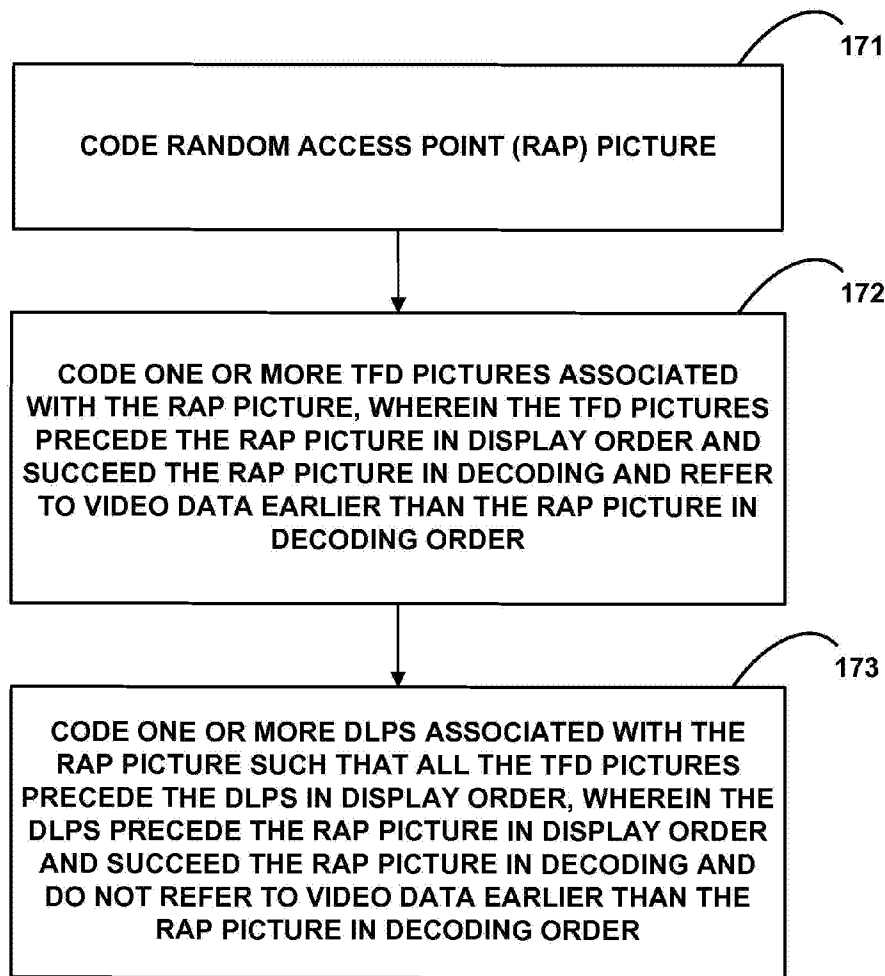 171
CODE RANDOM ACCESS POINT (RAP) PICTURE
172
CODE ONE OR MORE TFD PICTURES ASSOCIATED
WITH THE RAP PICTURE, WHEREIN THE TFD PICTURES
PRECEDE THE RAP PICTURE IN DISPLAY ORDER AND
SUCCEED THE RAP PICTURE IN DECODING AND REFER
TO VIDEO DATA EARLIER THAN THE RAP PICTURE IN
DECODING ORDER
173
CODE ONE OR MORE DLPS ASSOCIATED WITH THE
RAP PICTURE SUCH THAT ALL THE TFD PICTURES
PRECEDE THE DLPS IN DISPLAY ORDER, WHEREIN THE
DLPS PRECEDE THE RAP PICTURE IN DISPLAY ORDER
AND SUCCEED THE RAP PICTURE IN DECODING AND
DO NOT REFER TO VIDEO DATA EARLIER THAN THE
RAP PICTURE IN DECODING ORDER